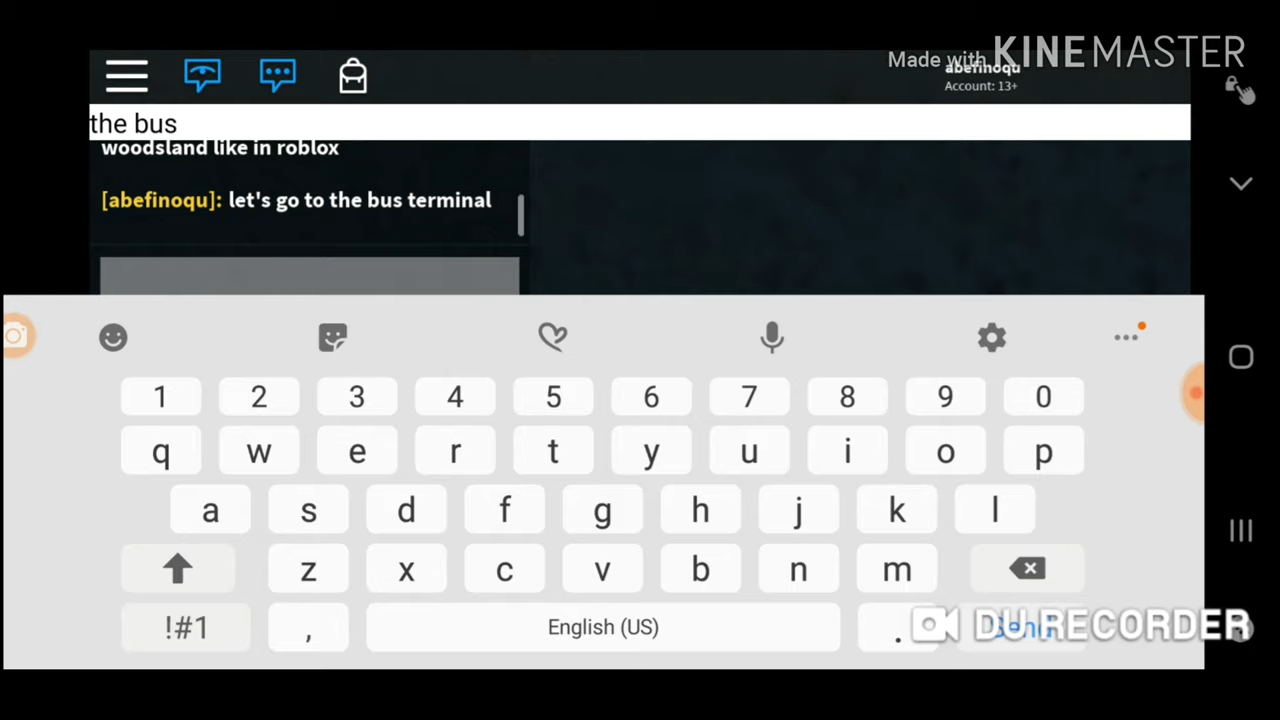 Made with KINEMASTER
abefinoqu
Account: 13+
the bus
woodsland like in roblox
[abefinoqu]: let's go to the bus terminal
1 2 3 4 5 6 7 8 9 0
q w e r t y u i o p
a s d f g h j k l
z x c v b n m
!#1 , English (US) . Send
DU RECORDER